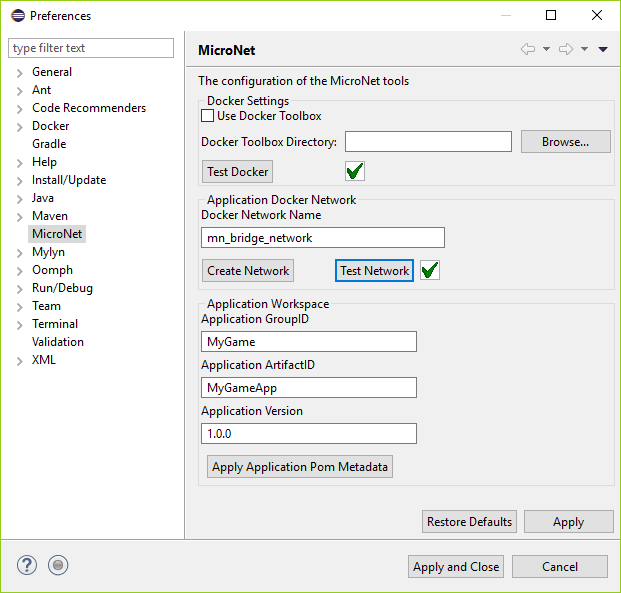 Preferences
type filter text
General
Ant
Code Recommenders
Docker
Gradle
Help
Install/Update
Java
Maven
MicroNet
Mylyn
Oomph
Run/Debug
Team
Terminal
Validation
XML
MicroNet
The configuration of the MicroNet tools
Docker Settings
Use Docker Toolbox
Docker Toolbox Directory:
Browse...
Test Docker
Application Docker Network
Docker Network Name
mn_bridge_network
Create Network
Test Network
Application Workspace
Application GroupID
MyGame
Application ArtifactID
MyGameApp
Application Version
1.0.0
Apply Application Pom Metadata
Restore Defaults
Apply
?
Apply and Close
Cancel